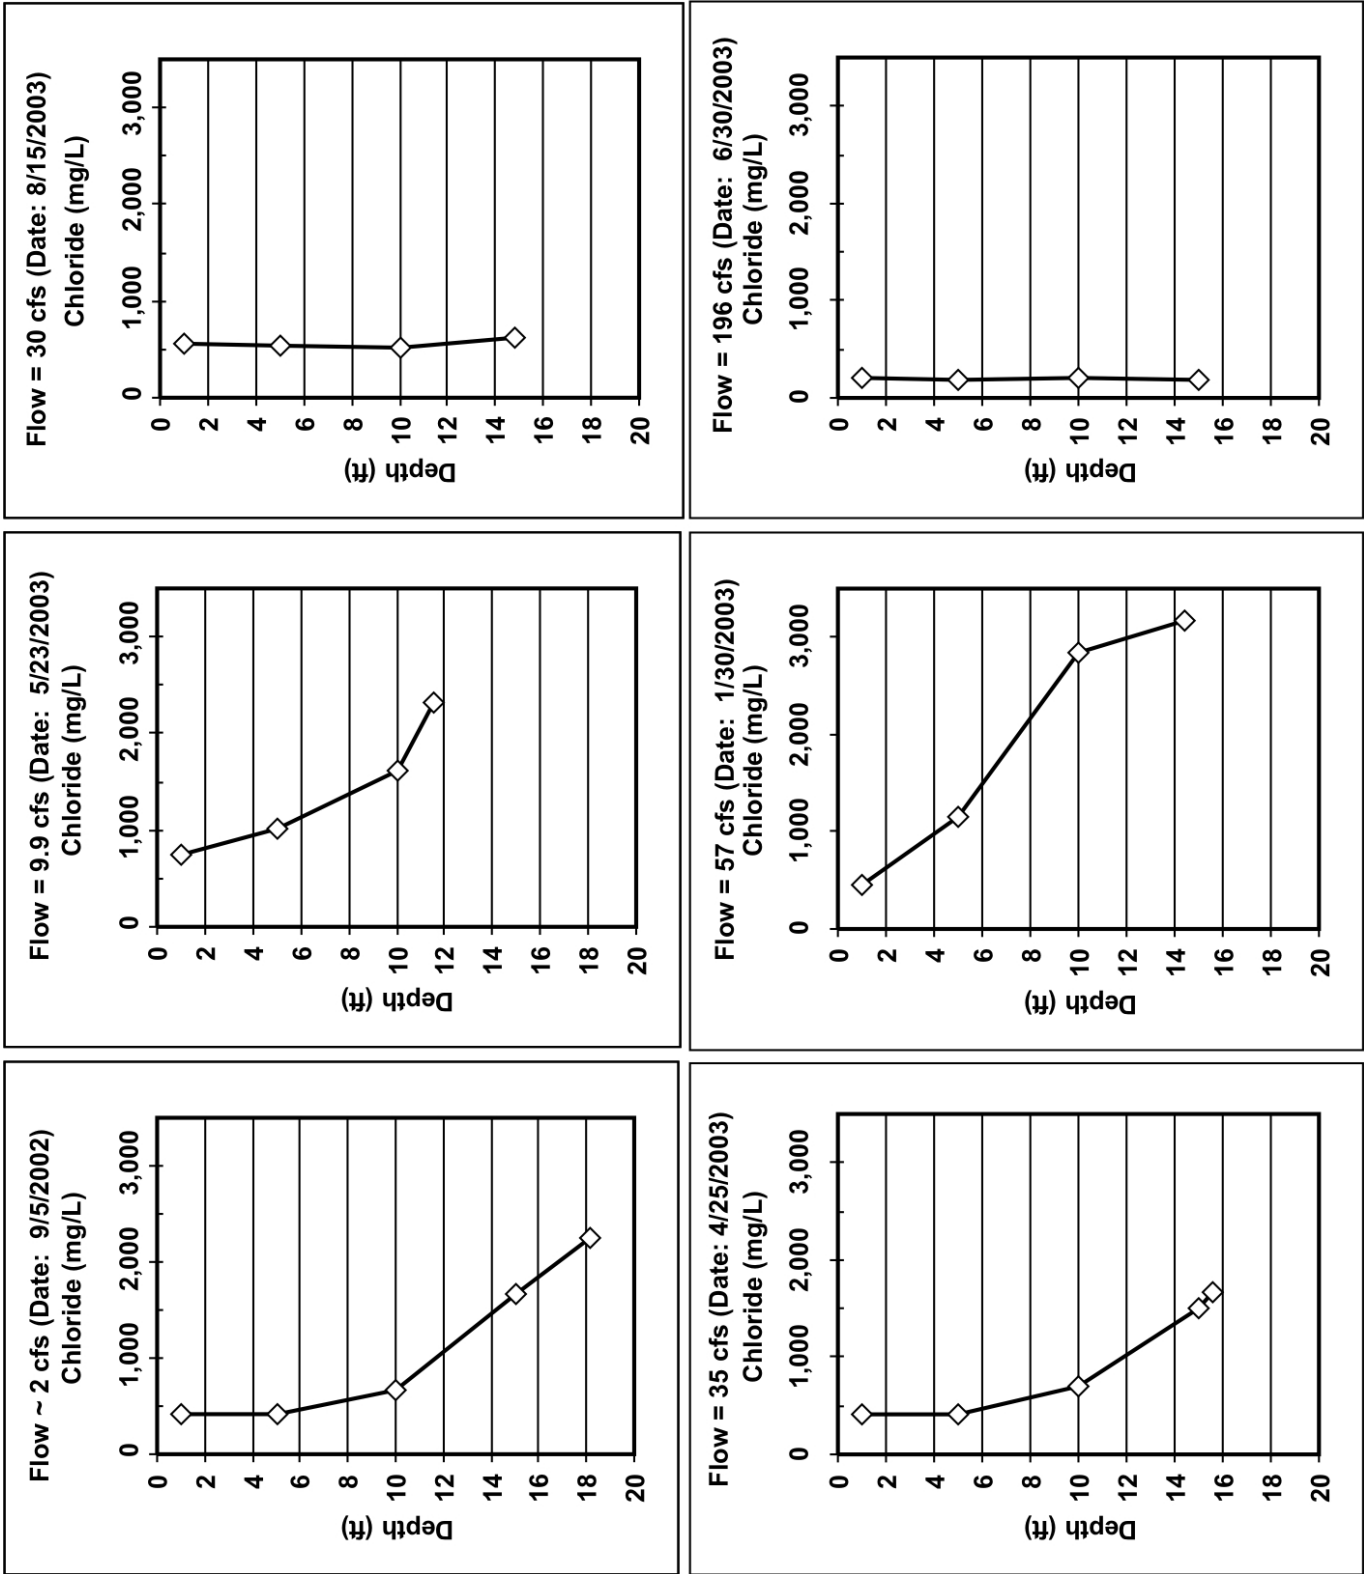 Flow ~ 2 cfs (Date:  9/5/2002)
Chloride (mg/L)
0 1,000 2,000 3,000
0
2
4
6
8
10
12
14
16
18
20
Depth (ft)
Flow = 9.9 cfs (Date:  5/23/2003)
Chloride (mg/L)
0 1,000 2,000 3,000
0
2
4
6
8
10
12
14
16
18
20
Depth (ft)
Flow = 30 cfs (Date: 8/15/2003)
Chloride (mg/L)
0 1,000 2,000 3,000
0
2
4
6
8
10
12
14
16
18
20
Depth (ft)
Flow = 35 cfs (Date: 4/25/2003)
Chloride (mg/L)
0 1,000 2,000 3,000
0
2
4
6
8
10
12
14
16
18
20
Depth (ft)
Flow = 57 cfs (Date:  1/30/2003)
Chloride (mg/L)
0 1,000 2,000 3,000
0
2
4
6
8
10
12
14
16
18
20
Depth (ft)
Flow = 196 cfs (Date:  6/30/2003)
Chloride (mg/L)
0 1,000 2,000 3,000
0
2
4
6
8
10
12
14
16
18
20
Depth (ft)